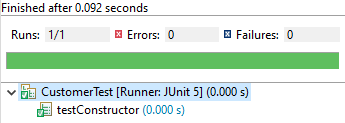 Finished after 0.092 seconds
Runs: 1/1 Errors: 0 Failures: 0
CustomerTest [Runner: JUnit 5] (0.000 s)
testConstructor (0.000 s)